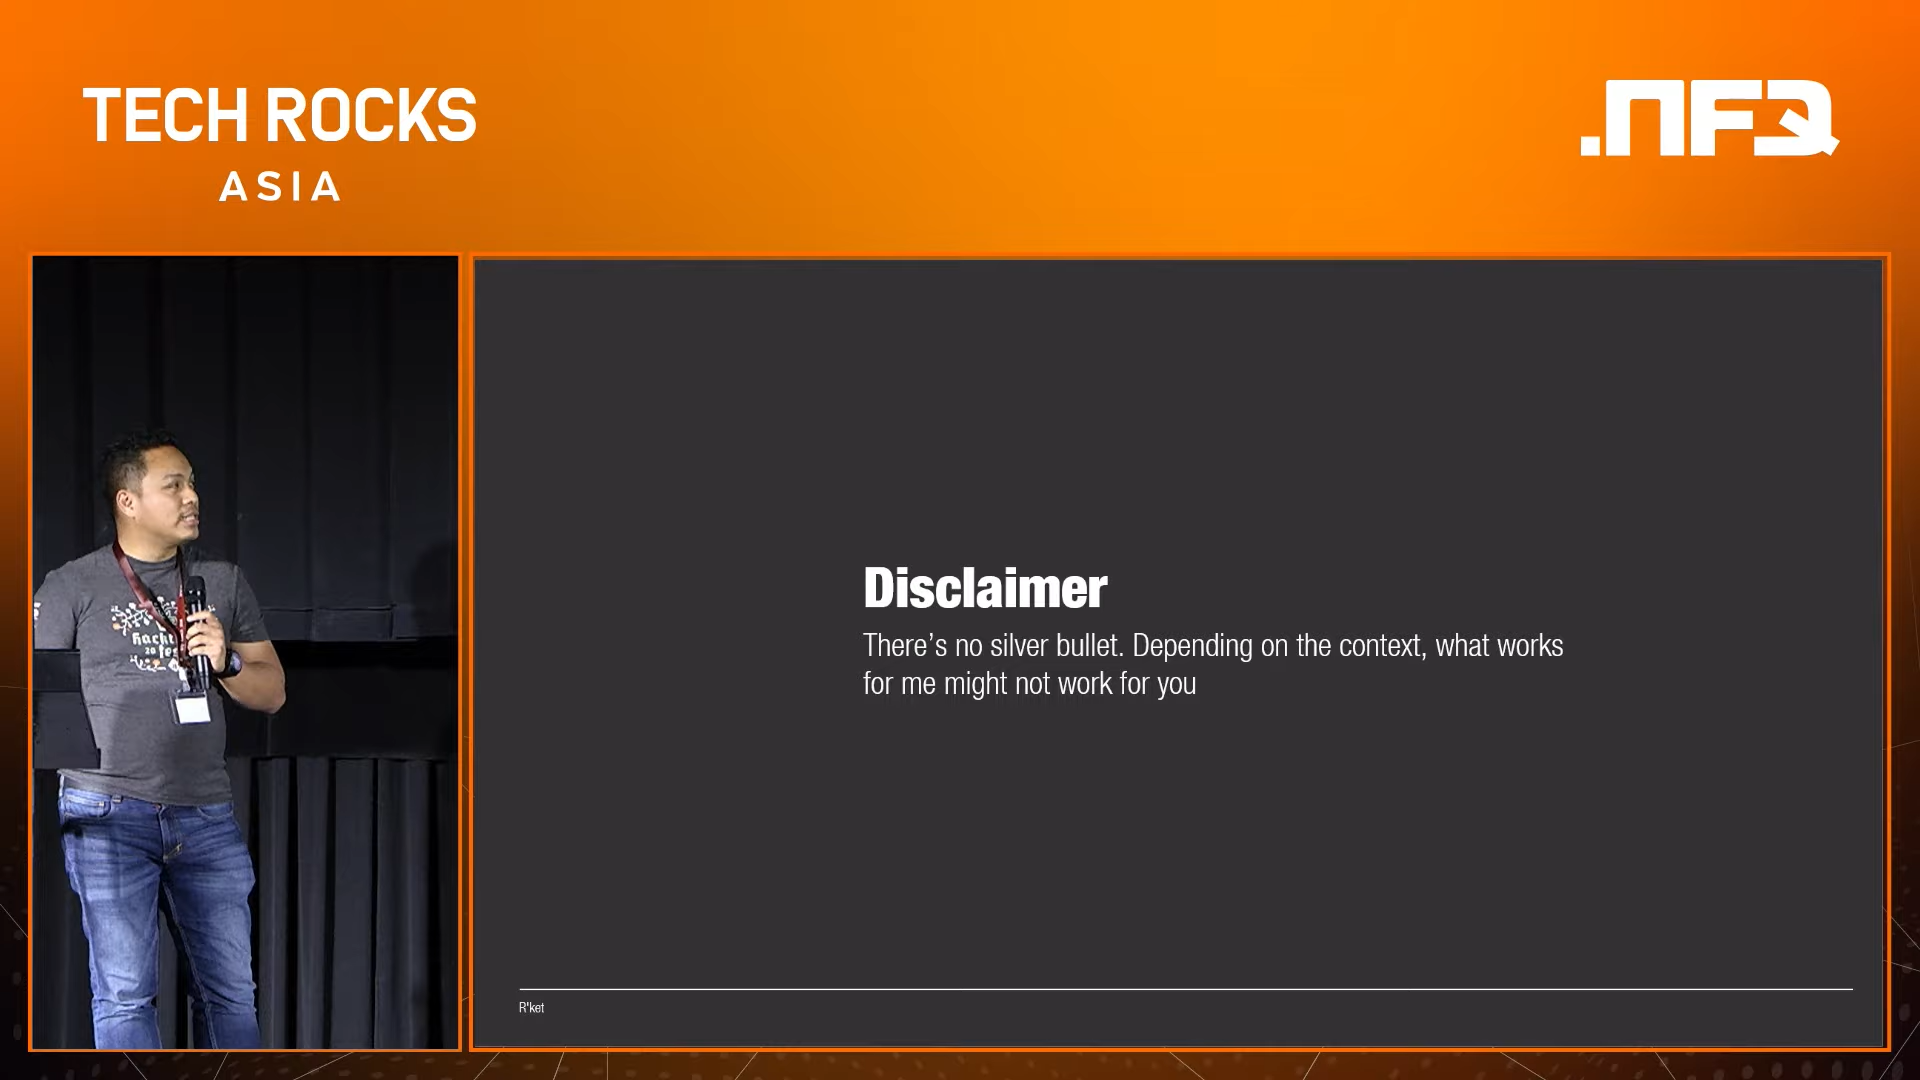 TECH ROCKS
ASIA
.NFQ
Disclaimer
There’s no silver bullet. Depending on the context, what works
for me might not work for you
R'ket